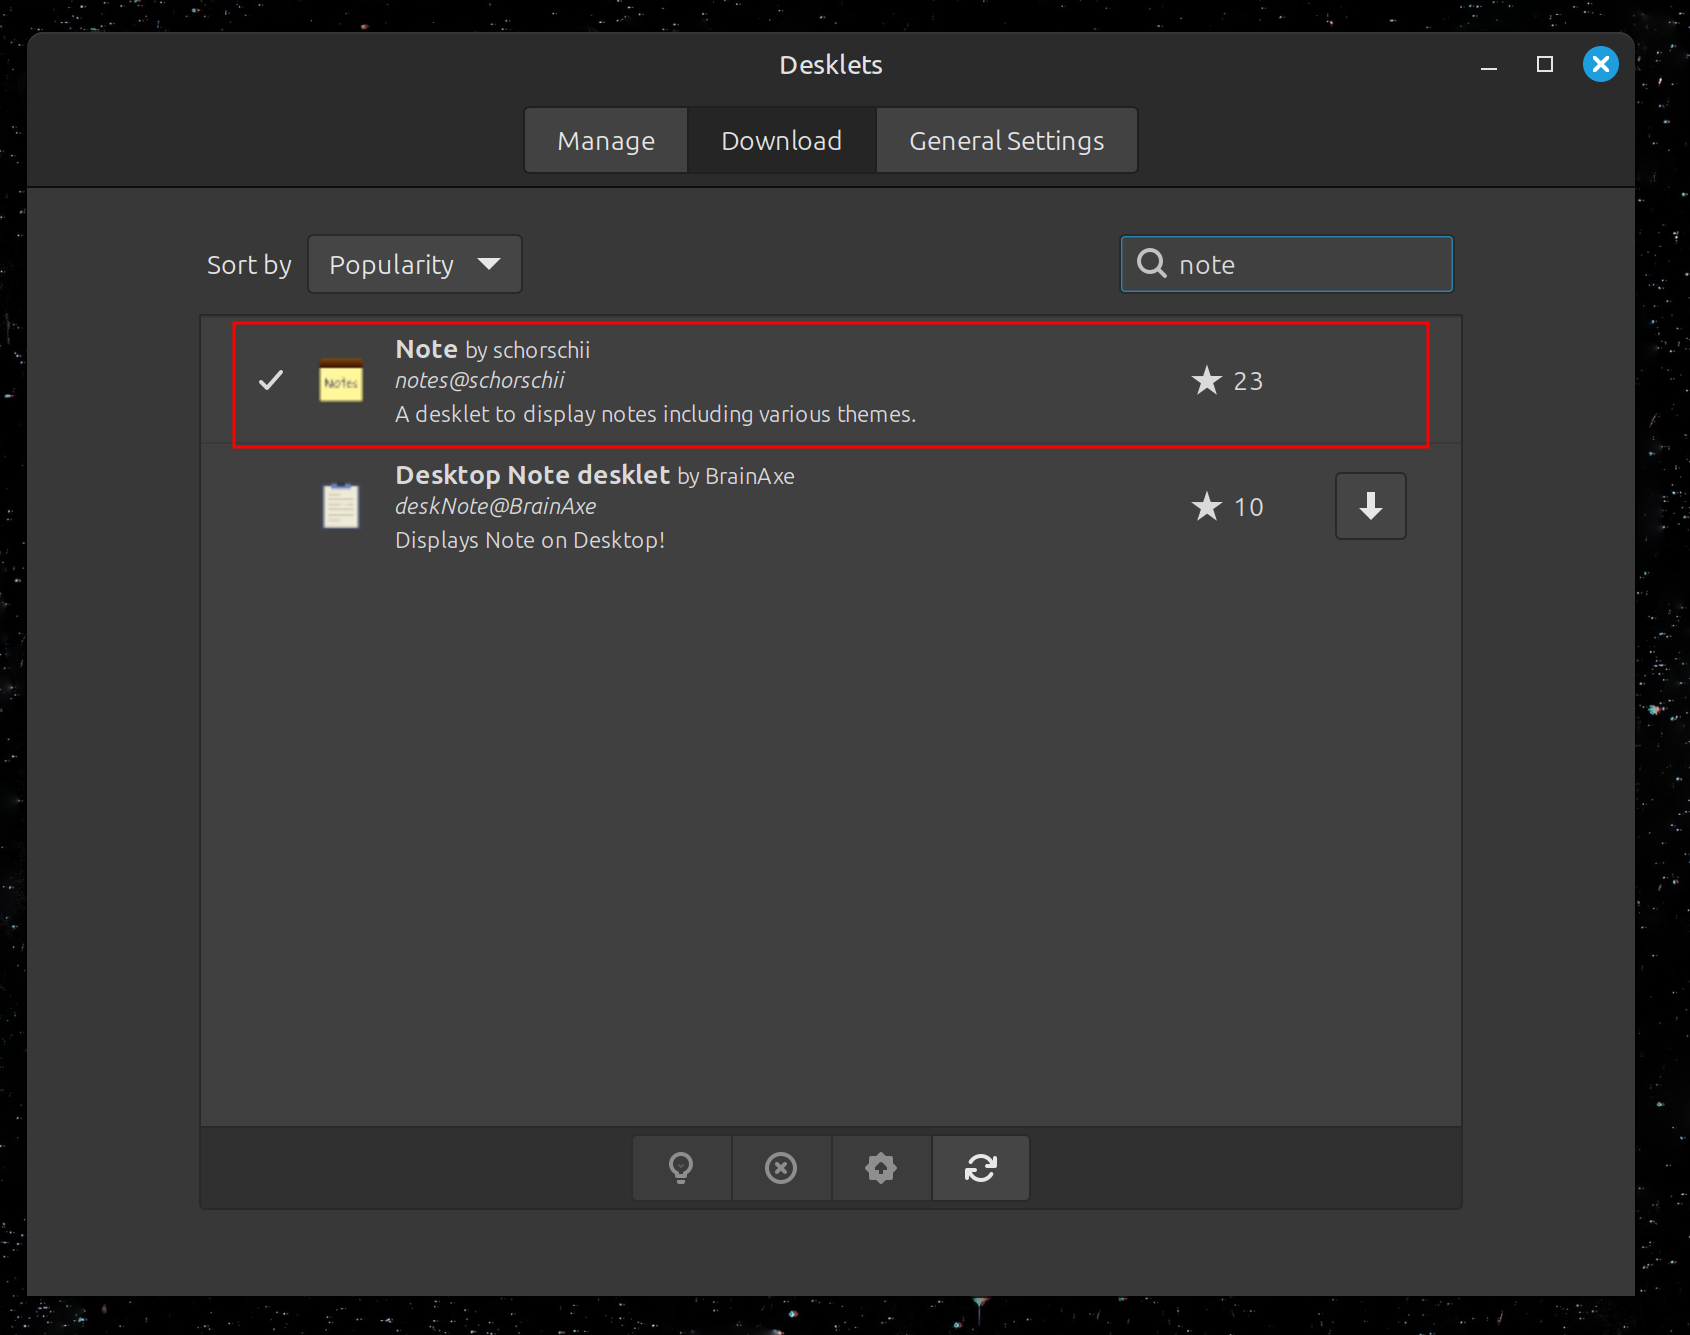 Desklets
Manage Download General Settings
Sort by Popularity note
Note by schorschii
Notes
notes@schorschii
A desklet to display notes including various themes.
23
Desktop Note desklet by BrainAxe
deskNote@BrainAxe
Displays Note on Desktop!
10